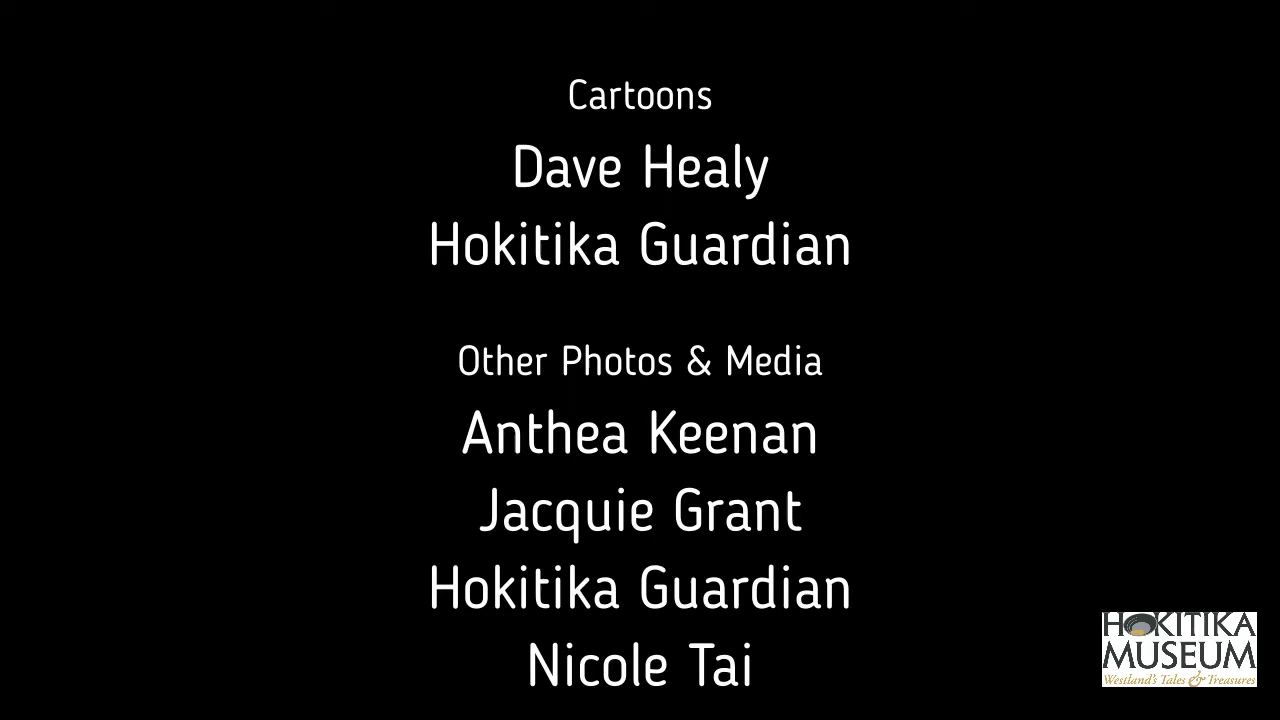 Cartoons
Dave Healy
Hokitika Guardian
Other Photos & Media
Anthea Keenan
Jacquie Grant
Hokitika Guardian
Nicole Tai
HOKITIKA
MUSEUM
Westland's Tales & Treasures